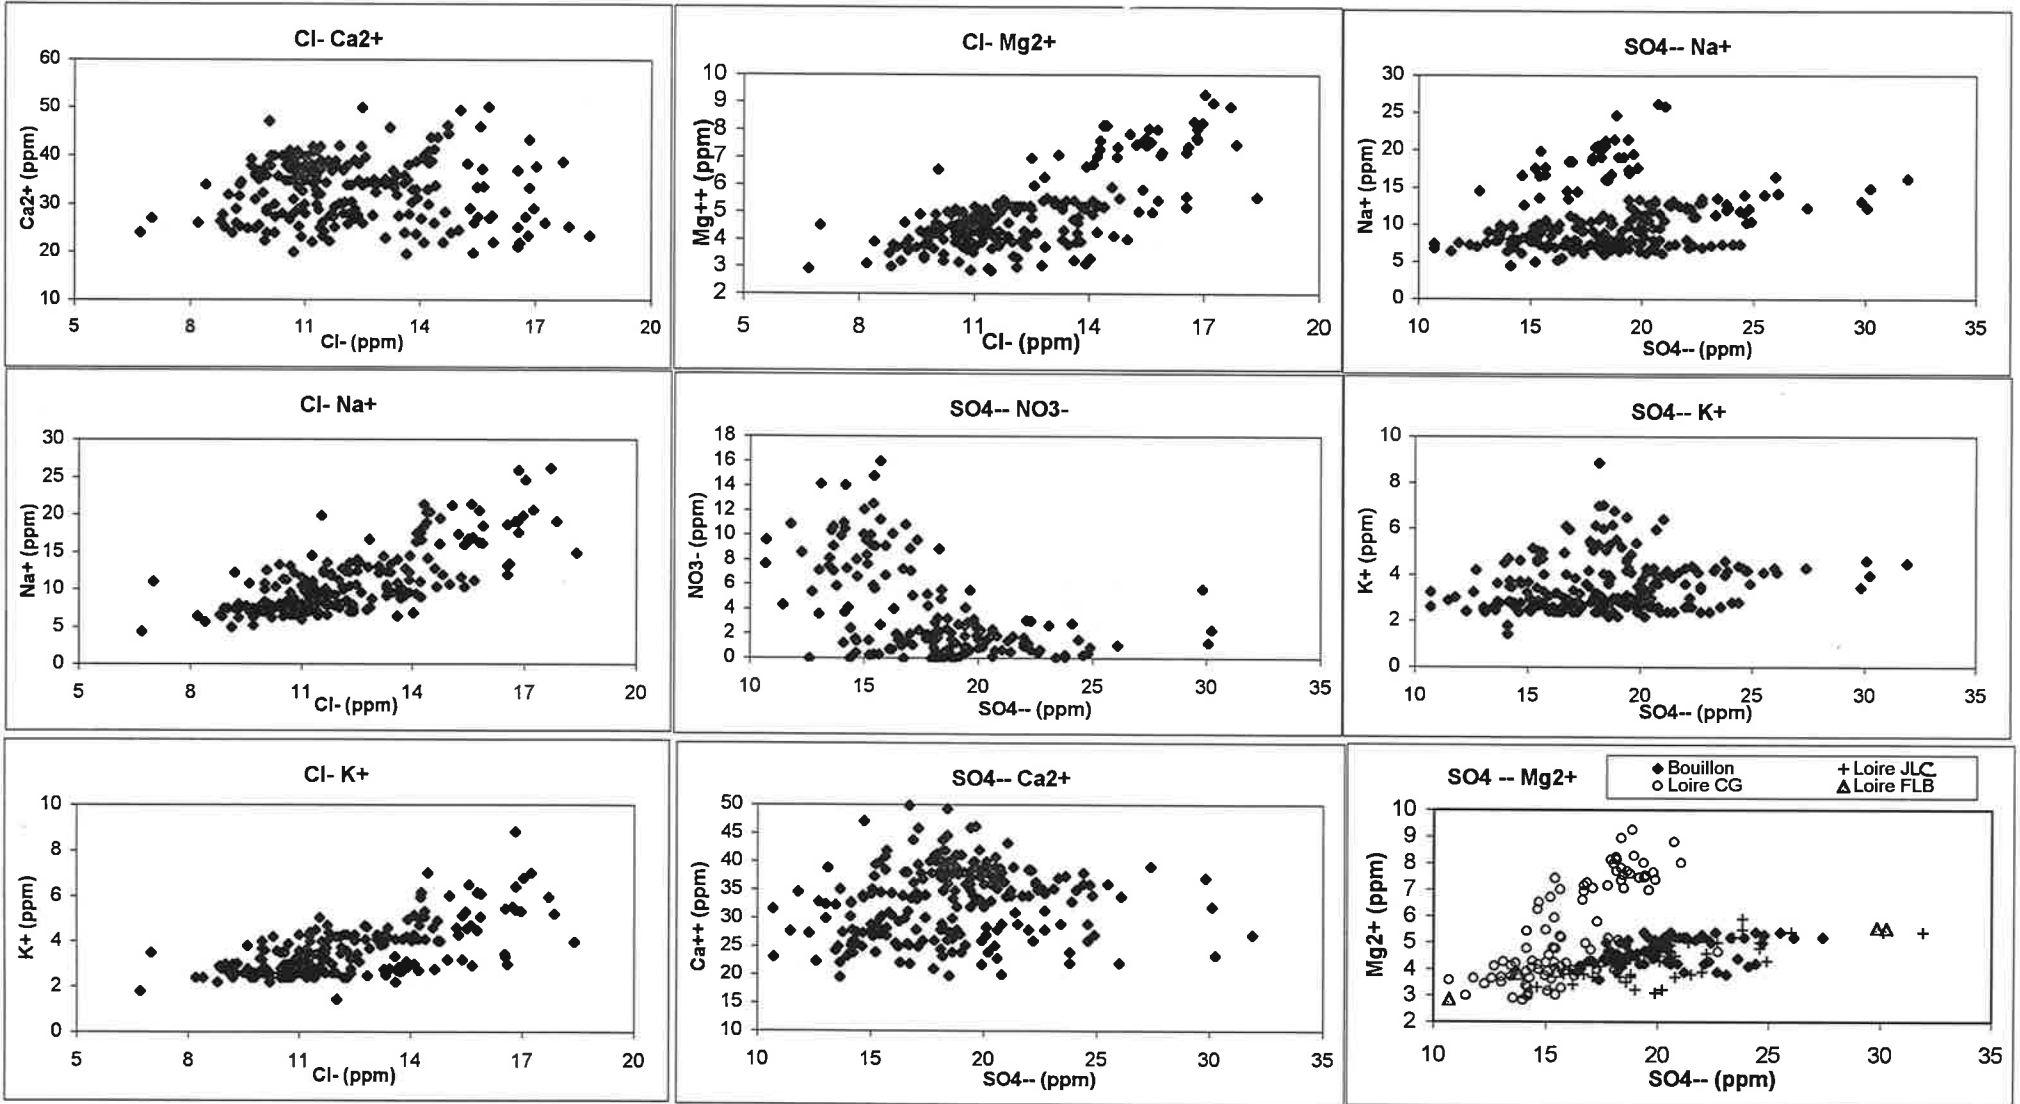 Cl- Ca2+
60
50
40
30
20
10
Ca2+ (ppm)
5 8 11 14 17 20
Cl- (ppm)
Cl- Mg2+
10
9
8
7
6
5
4
3
2
Mg++ (ppm)
5 8 11 14 17 20
Cl- (ppm)
SO4-- Na+
30
25
20
15
10
5
0
Na+ (ppm)
10 15 20 25 30 35
SO4-- (ppm)
Cl- Na+
30
25
20
15
10
5
0
Na+ (ppm)
5 8 11 14 17 20
Cl- (ppm)
SO4-- NO3-
18
16
14
12
10
8
6
4
2
0
NO3- (ppm)
10 15 20 25 30 35
SO4-- (ppm)
SO4-- K+
10
8
6
4
2
0
K+ (ppm)
10 15 20 25 30 35
SO4-- (ppm)
Cl- K+
10
8
6
4
2
0
K+ (ppm)
5 8 11 14 17 20
Cl- (ppm)
SO4-- Ca2+
50
45
40
35
30
25
20
15
10
Ca++ (ppm)
10 15 20 25 30 35
SO4-- (ppm)
SO4 -- Mg2+
Bouillon Loire JLC
Loire CG Loire FLB
10
9
8
7
6
5
4
3
2
Mg2+ (ppm)
10 15 20 25 30 35
SO4-- (ppm)